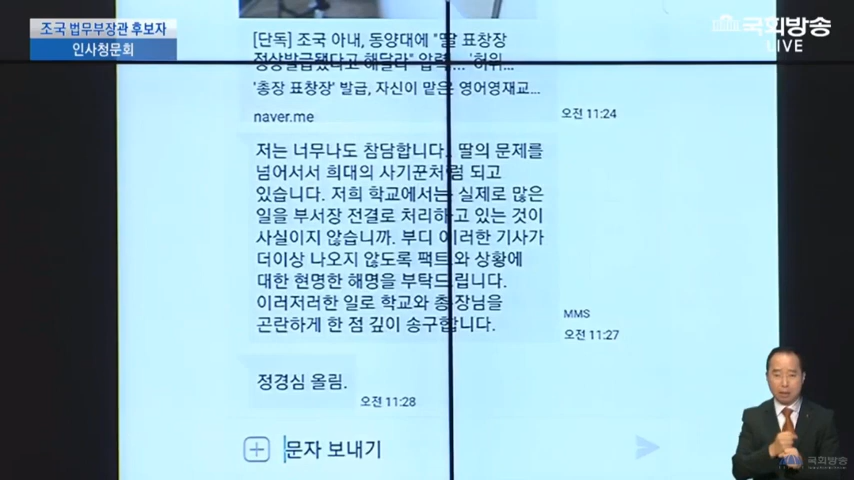 조국 법무부장관 후보자
인사청문회
국회방송
LIVE
[단독] 조국 아내, 동양대에 "딸 표창장
정상발급됐다고 해달라" 압력... '허위...
'총장 표창장' 발급, 자신이 맡은 영어영재교...
naver.me
오전 11:24
저는 너무나도 참담합니다. 딸의 문제를
넘어서서 희대의 사기꾼처럼 되고
있습니다. 저희 학교에서는 실제로 많은
일을 부서장 전결로 처리하고 있는 것이
사실이지 않습니까. 부디 이러한 기사가
더이상 나오지 않도록 팩트와 상황에
대한 현명한 해명을 부탁드립니다.
이러저러한 일로 학교와 총장님을
곤란하게 한 점 깊이 송구합니다.
MMS
오전 11:27
정경심 올림.
오전 11:28
문자 보내기
국회방송